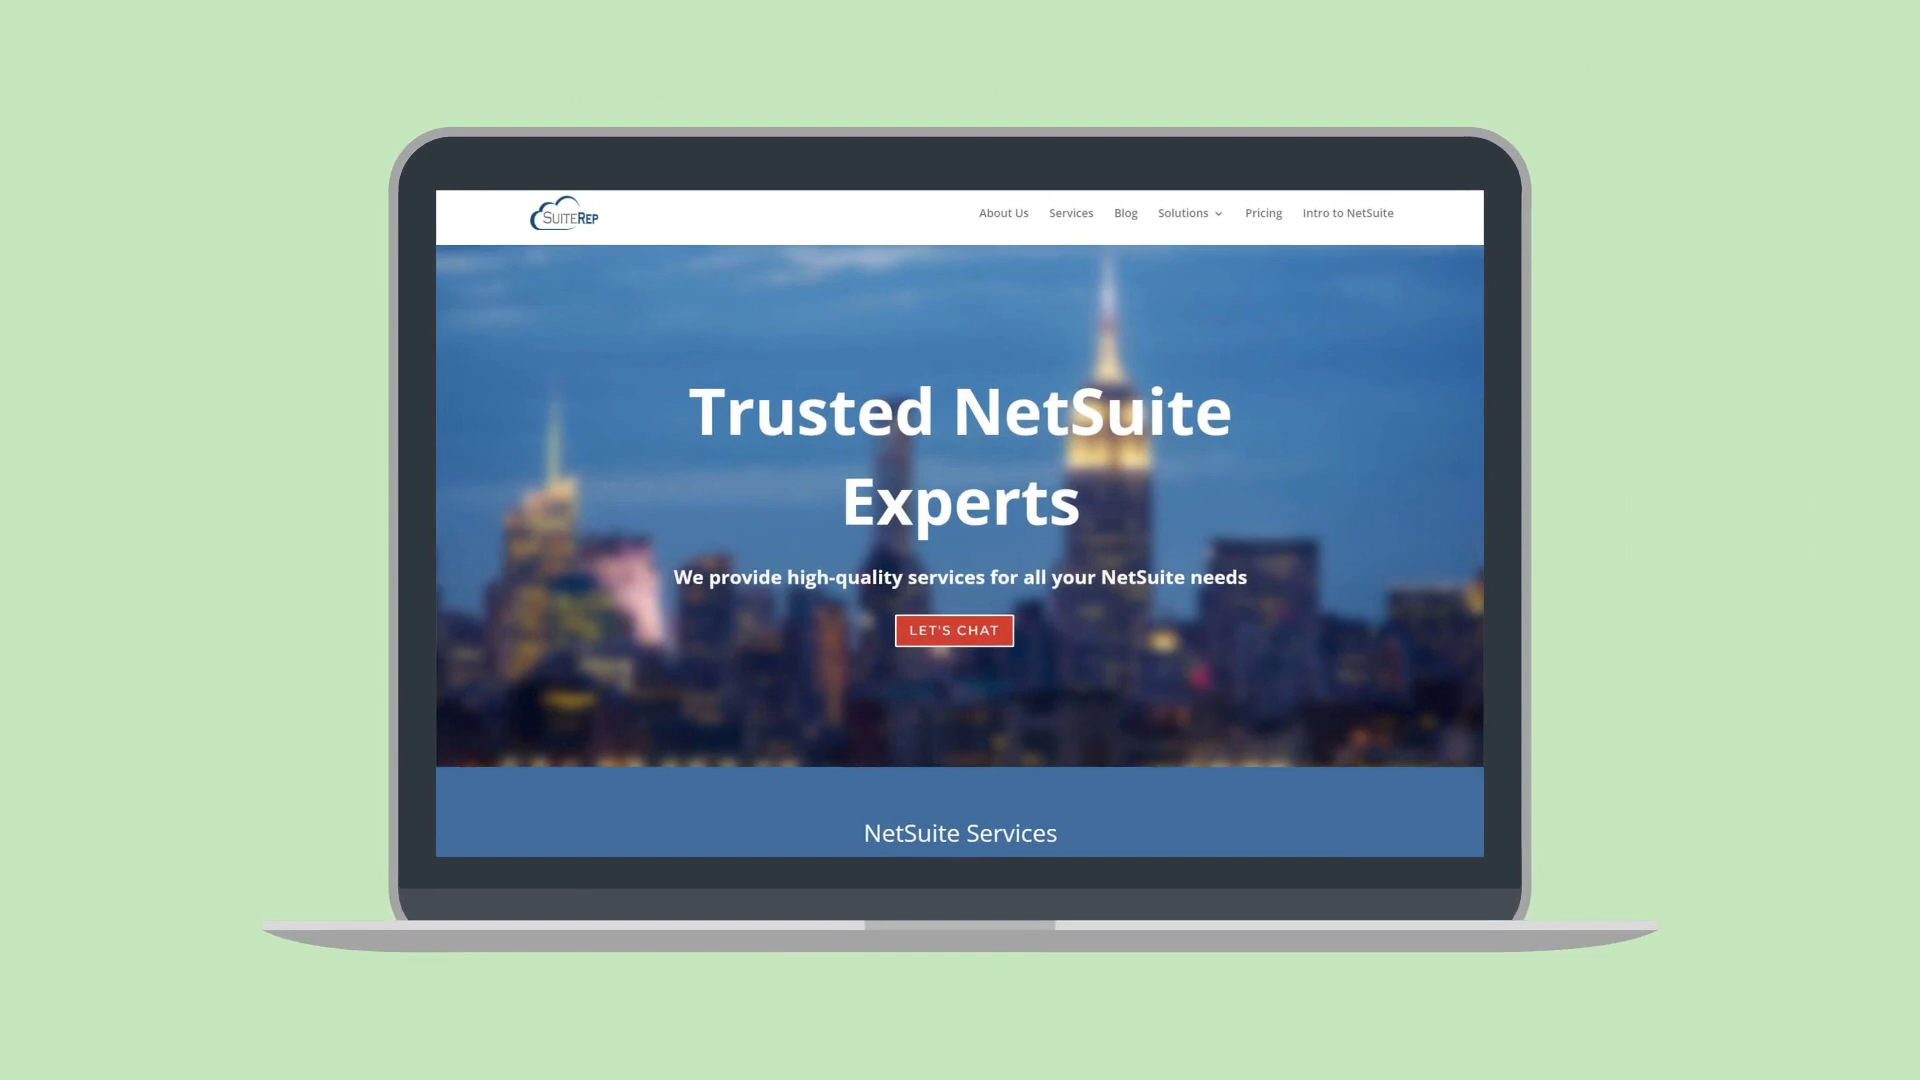 SUITEREP
About Us Services Blog Solutions Pricing Intro to NetSuite
Trusted NetSuite
Experts
We provide high-quality services for all your NetSuite needs
LET'S CHAT
NetSuite Services